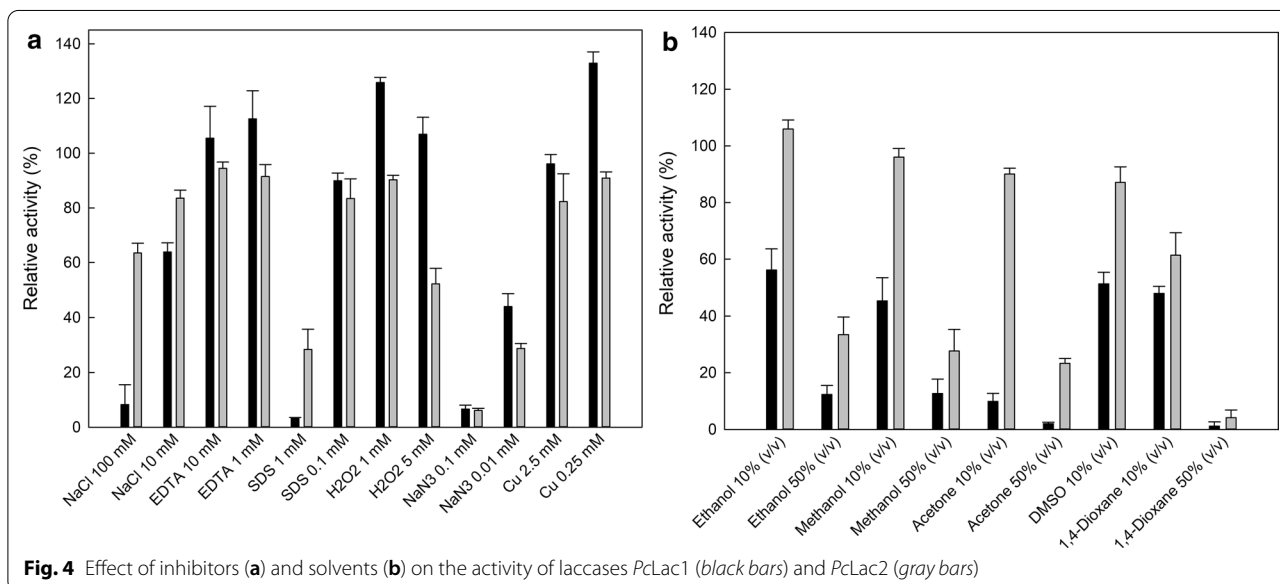 a
140
120
100
80
60
40
20
0
Relative activity (%)
NaCl 100 mM
NaCl 10 mM
EDTA 10 mM
EDTA 1 mM
SDS 1 mM
SDS 0.1 mM
H2O2 1 mM
H2O2 5 mM
NaN3 0.1 mM
NaN3 0.01 mM
Cu 2.5 mM
Cu 0.25 mM
b
140
120
100
80
60
40
20
0
Relative activity (%)
Ethanol 10% (v/v)
Ethanol 50% (v/v)
Methanol 10% (v/v)
Methanol 50% (v/v)
Acetone 10% (v/v)
Acetone 50% (v/v)
DMSO 10% (v/v)
1,4-Dioxane 10% (v/v)
1,4-Dioxane 50% (v/v)
Fig. 4 Effect of inhibitors (a) and solvents (b) on the activity of laccases PcLac1 (black bars) and PcLac2 (gray bars)